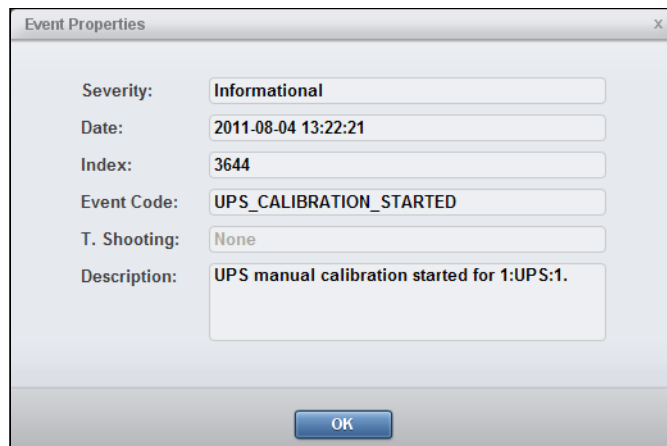 Event Properties x
Severity: Informational
Date: 2011-08-04 13:22:21
Index: 3644
Event Code: UPS_CALIBRATION_STARTED
T. Shooting: None
Description: UPS manual calibration started for 1:UPS:1.
OK